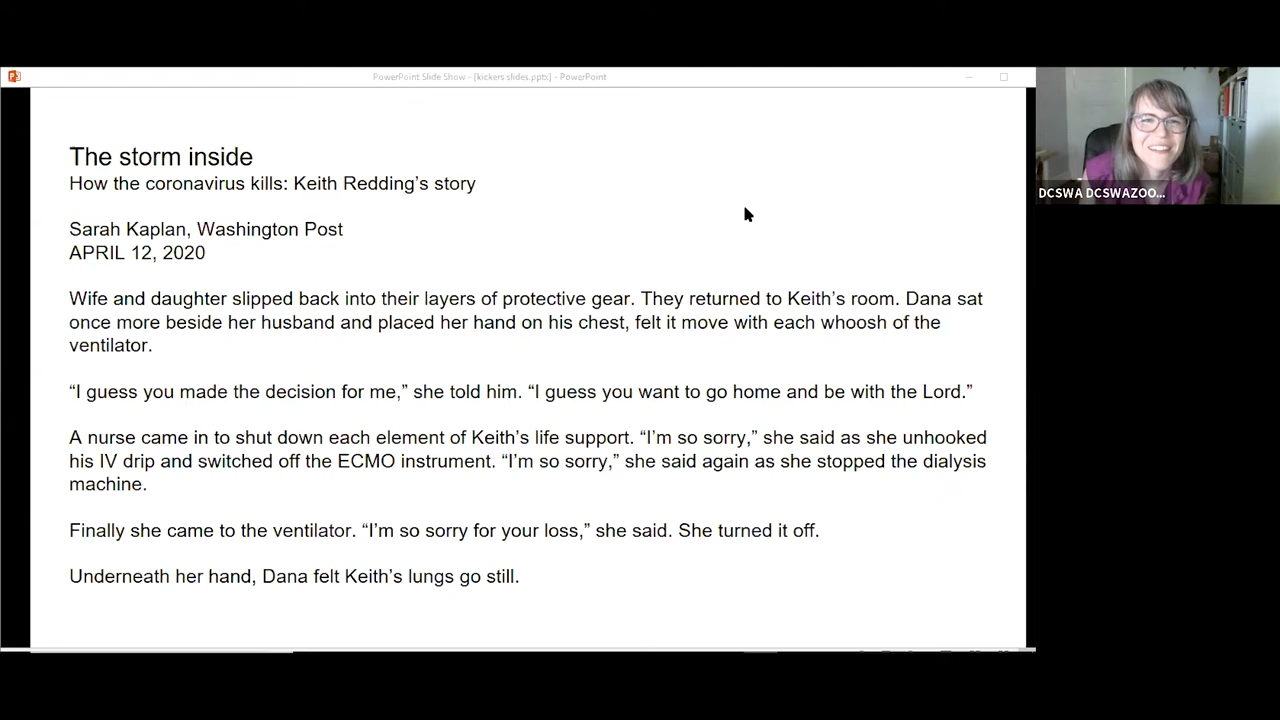 PowerPoint Slide Show - [kickers slides.pptx] - PowerPoint
The storm inside
How the coronavirus kills: Keith Redding’s story
Sarah Kaplan, Washington Post
APRIL 12, 2020
Wife and daughter slipped back into their layers of protective gear. They returned to Keith’s room. Dana sat
once more beside her husband and placed her hand on his chest, felt it move with each whoosh of the
ventilator.
“I guess you made the decision for me,” she told him. “I guess you want to go home and be with the Lord.”
A nurse came in to shut down each element of Keith’s life support. “I’m so sorry,” she said as she unhooked
his IV drip and switched off the ECMO instrument. “I’m so sorry,” she said again as she stopped the dialysis
machine.
Finally she came to the ventilator. “I’m so sorry for your loss,” she said. She turned it off.
Underneath her hand, Dana felt Keith’s lungs go still.
DCSWA DCSWAZOO...